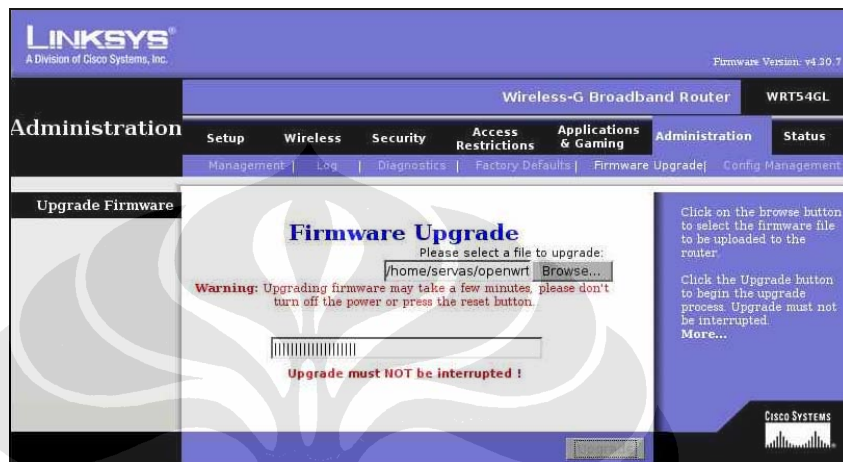 LINKSYS®
A Division of Cisco Systems, Inc.
Firmware Version: v4.30.7
Wireless-G Broadband Router
WRT54GL
Administration
Setup
Wireless
Security
Access Restrictions
Applications & Gaming
Administration
Status
Management |
Log |
Diagnostics |
Factory Defaults |
Firmware Upgrade|
Config Management
Upgrade Firmware
Firmware Upgrade
Please select a file to upgrade:
/home/servas/openwrt
Browse...
Warning: Upgrading firmware may take a few minutes, please don't
turn off the power or press the reset button.
Upgrade must NOT be interrupted !
Upgrade
Click on the browse button
to select the firmware file
to be uploaded to the
router.
Click the Upgrade button
to begin the upgrade
process. Upgrade must not
be interrupted.
More...
CISCO SYSTEMS